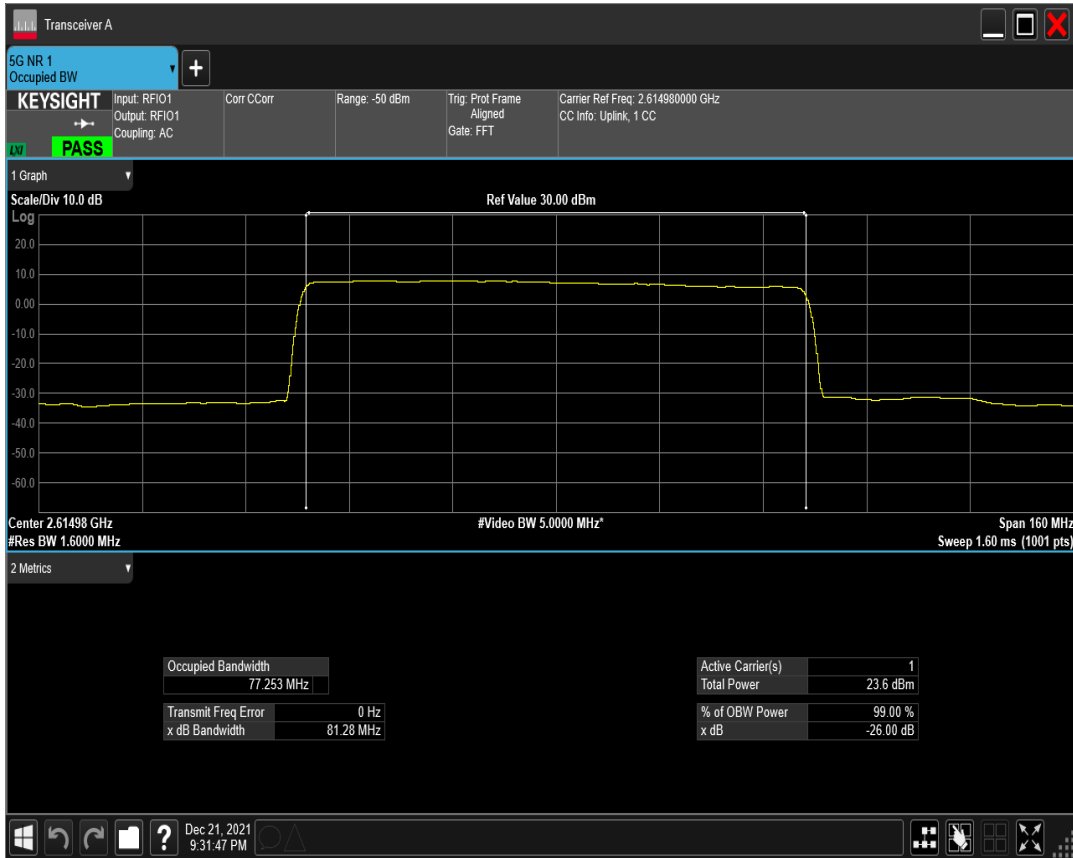 Transceiver A
5G NR 1
Occupied BW
KEYSIGHT
LXI
PASS
Input: RFIO1
Output: RFIO1
Coupling: AC
Corr CCorr
Range: -50 dBm
Trig: Prot Frame
Aligned
Gate: FFT
Carrier Ref Freq: 2.614980000 GHz
CC Info: Uplink, 1 CC
1 Graph
Scale/Div 10.0 dB
Ref Value 30.00 dBm
Log
20.0
10.0
0.00
-10.0
-20.0
-30.0
-40.0
-50.0
-60.0
Center 2.61498 GHz
#Video BW 5.0000 MHz*
Span 160 MHz
#Res BW 1.6000 MHz
Sweep 1.60 ms (1001 pts)
2 Metrics
Occupied Bandwidth
77.253 MHz
Transmit Freq Error 0 Hz
x dB Bandwidth 81.28 MHz
Active Carrier(s) 1
Total Power 23.6 dBm
% of OBW Power 99.00 %
x dB -26.00 dB
?
Dec 21, 2021
9:31:47 PM